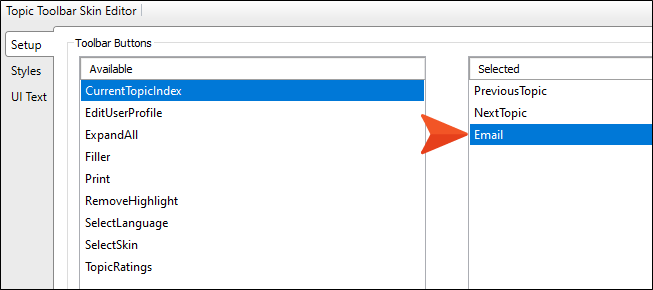 Topic Toolbar Skin Editor
Setup
Styles
UI Text
Toolbar Buttons
Available
CurrentTopicIndex
EditUserProfile
ExpandAll
Filler
Print
RemoveHighlight
SelectLanguage
SelectSkin
TopicRatings
Selected
PreviousTopic
NextTopic
Email